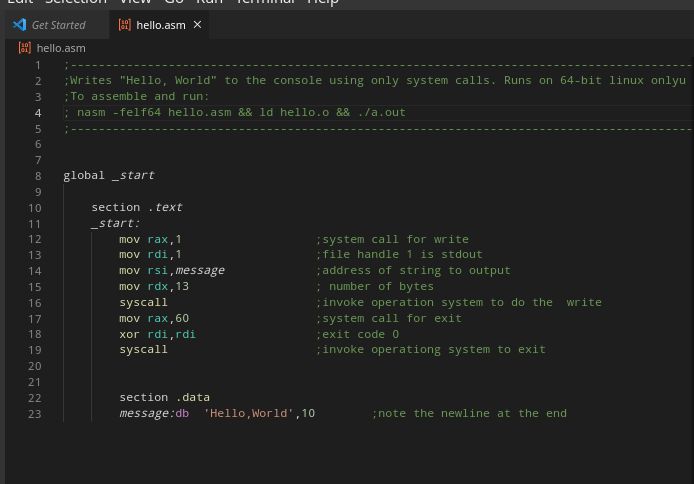 Edit Selection View Go Run Terminal Help
Get Started hello.asm
hello.asm
1 ;-----------------------------------------------------------------------------------------
2 ;Writes "Hello, World" to the console using only system calls. Runs on 64-bit linux onlyu
3 ;To assemble and run:
4 ; nasm -felf64 hello.asm && ld hello.o && ./a.out
5 ;-----------------------------------------------------------------------------------------
6
7
8 global _start
9
10 section .text
11 _start:
12 mov rax,1 ;system call for write
13 mov rdi,1 ;file handle 1 is stdout
14 mov rsi,message ;address of string to output
15 mov rdx,13 ; number of bytes
16 syscall ;invoke operation system to do the  write
17 mov rax,60 ;system call for exit
18 xor rdi,rdi ;exit code 0
19 syscall ;invoke operationg system to exit
20
21
22 section .data
23 message:db  'Hello,World',10 ;note the newline at the end